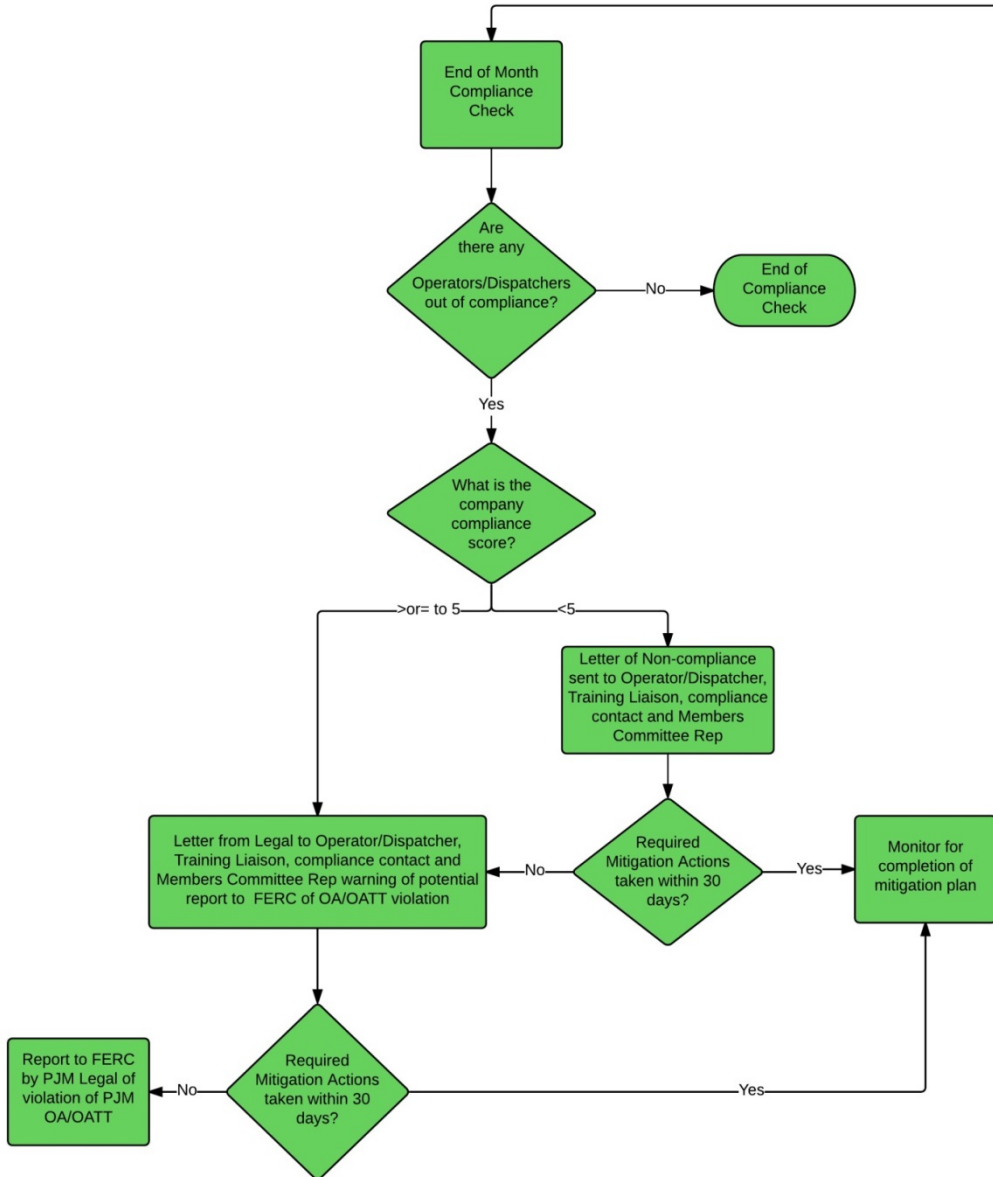 End of Month
Compliance
Check
Are
there any
Operators/Dispatchers
out of compliance?
No
End of
Compliance
Check
Yes
What is the
company
compliance
score?
>or= to 5
<5
Letter of Non-compliance
sent to Operator/Dispatcher,
Training Liaison, compliance
contact and Members
Committee Rep
Letter from Legal to Operator/Dispatcher,
Training Liaison, compliance contact and
Members Committee Rep warning of potential
report to FERC of OA/OATT violation
No
Required
Mitigation Actions
taken within 30
days?
Yes
Monitor for
completion of
mitigation plan
Report to FERC
by PJM Legal of
violation of PJM
OA/OATT
No
Required
Mitigation Actions
taken within 30
days?
Yes